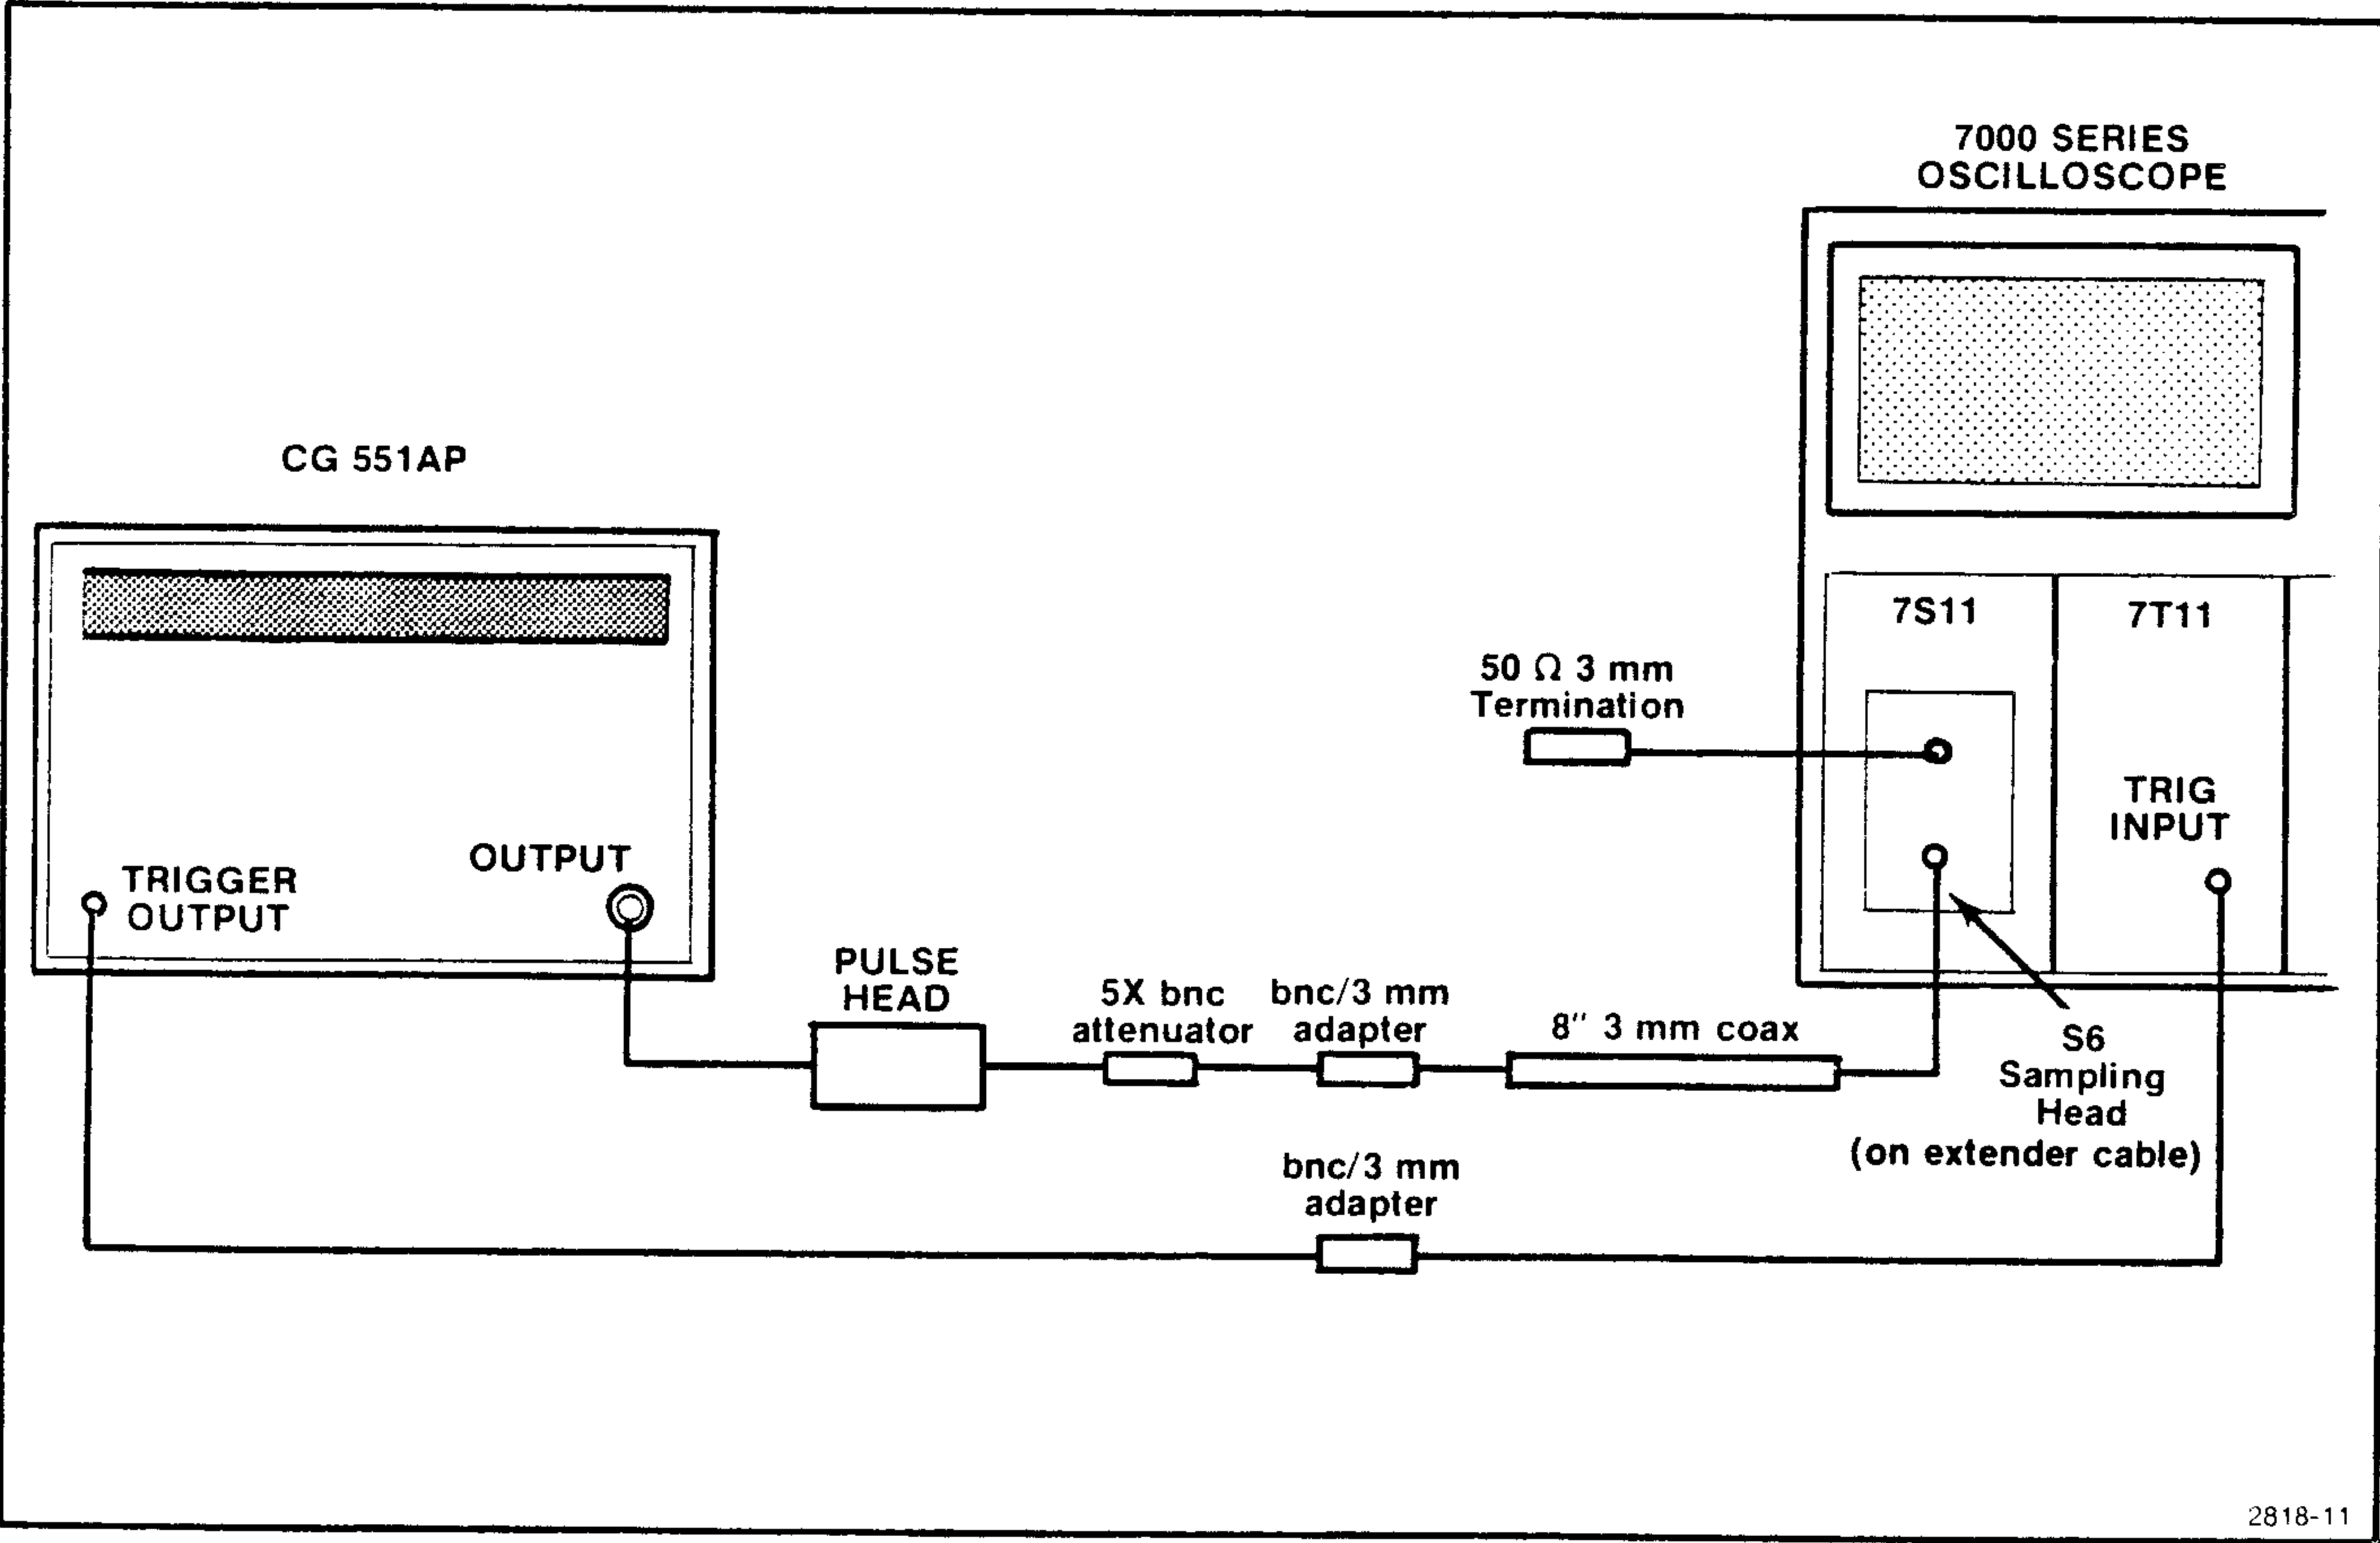 7000 SERIES
OSCILLOSCOPE
CG 551AP
7S11
7T11
50 Ω 3 mm
Termination
TRIG
INPUT
OUTPUT
TRIGGER
OUTPUT
PULSE
HEAD
5X bnc
attenuator
bnc/3 mm
adapter
8″ 3 mm coax
S6
Sampling
Head
(on extender cable)
bnc/3 mm
adapter
2818-11